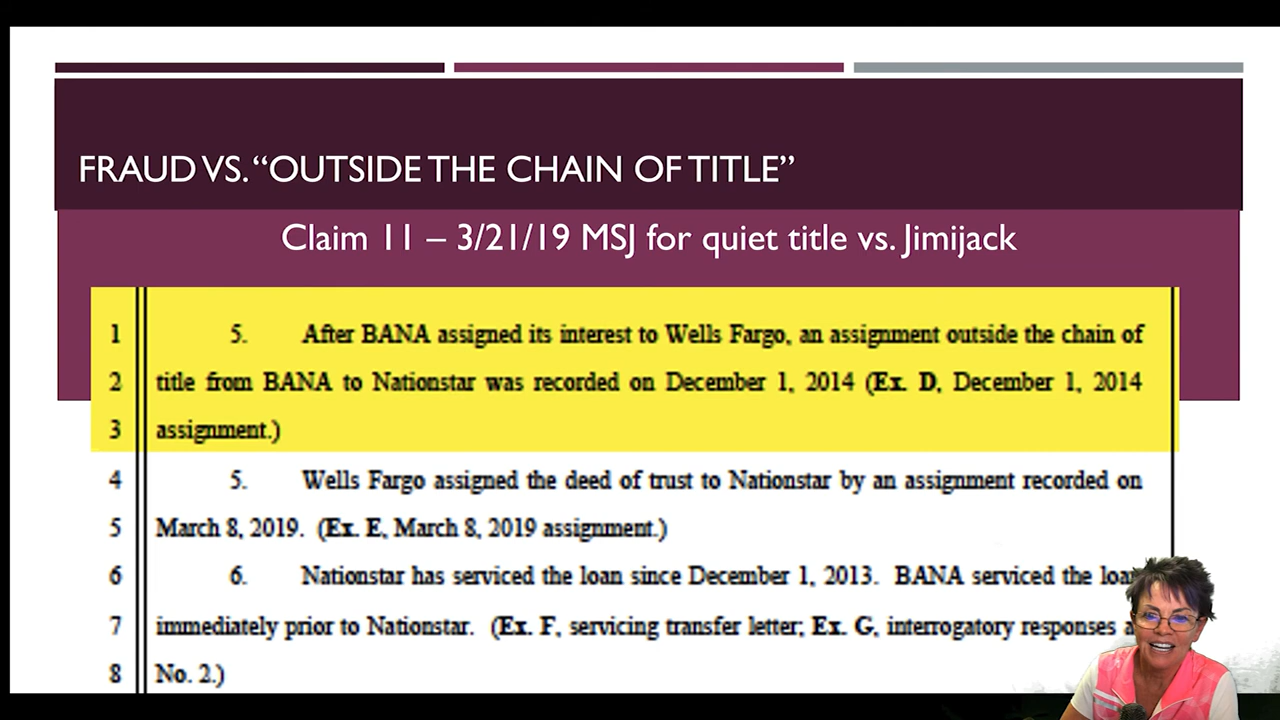 FRAUD VS. “OUTSIDE THE CHAIN OF TITLE”
Claim 11 – 3/21/19 MSJ for quiet title vs. Jimijack
1 5. After BANA assigned its interest to Wells Fargo, an assignment outside the chain of
2 title from BANA to Nationstar was recorded on December 1, 2014 (Ex. D, December 1, 2014
3 assignment.)
4 5. Wells Fargo assigned the deed of trust to Nationstar by an assignment recorded on
5 March 8, 2019. (Ex. E, March 8, 2019 assignment.)
6 6. Nationstar has serviced the loan since December 1, 2013. BANA serviced the
7 immediately prior to Nationstar. (Ex. F, servicing transfer letter; Ex. G, interrogatory responses
8 No. 2.)